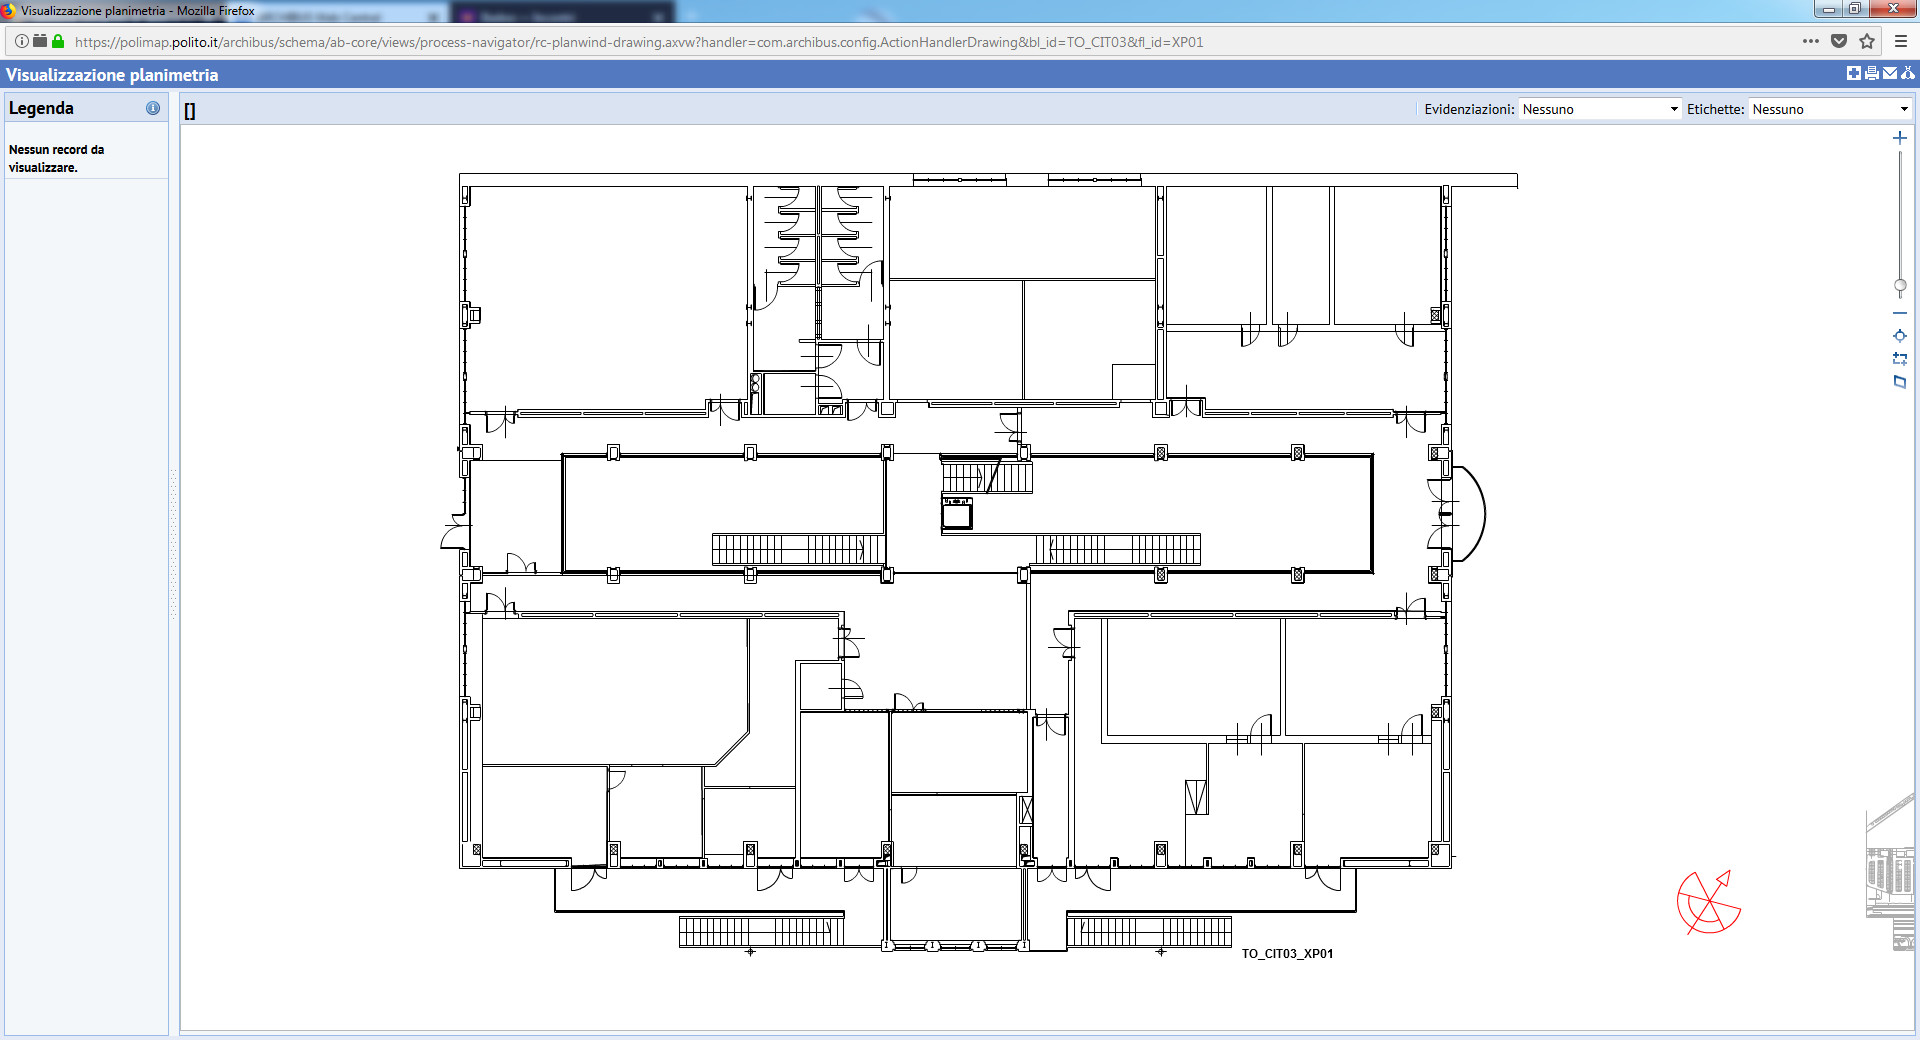 Visualizzazione planimetria - Mozilla Firefox
https://polimap.polito.it/archibus/schema/ab-core/views/process-navigator/rc-planwind-drawing.axvw?handler=com.archibus.config.ActionHandlerDrawing&bl_id=TO_CIT03&fl_id=XP01
Visualizzazione planimetria
Legenda
[]
Evidenziazioni: Nessuno Etichette: Nessuno
Nessun record da
visualizzare.
TO_CIT03_XP01